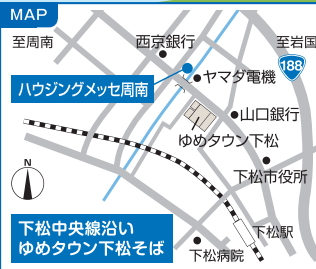 MAP
至周南
西京銀行
至岩国
188
ヤマダ電機
ハウジングメッセ周南
山口銀行
ゆめタウン下松
下松市役所
N
下松中央線沿い
ゆめタウン下松そば
下松駅
下松病院